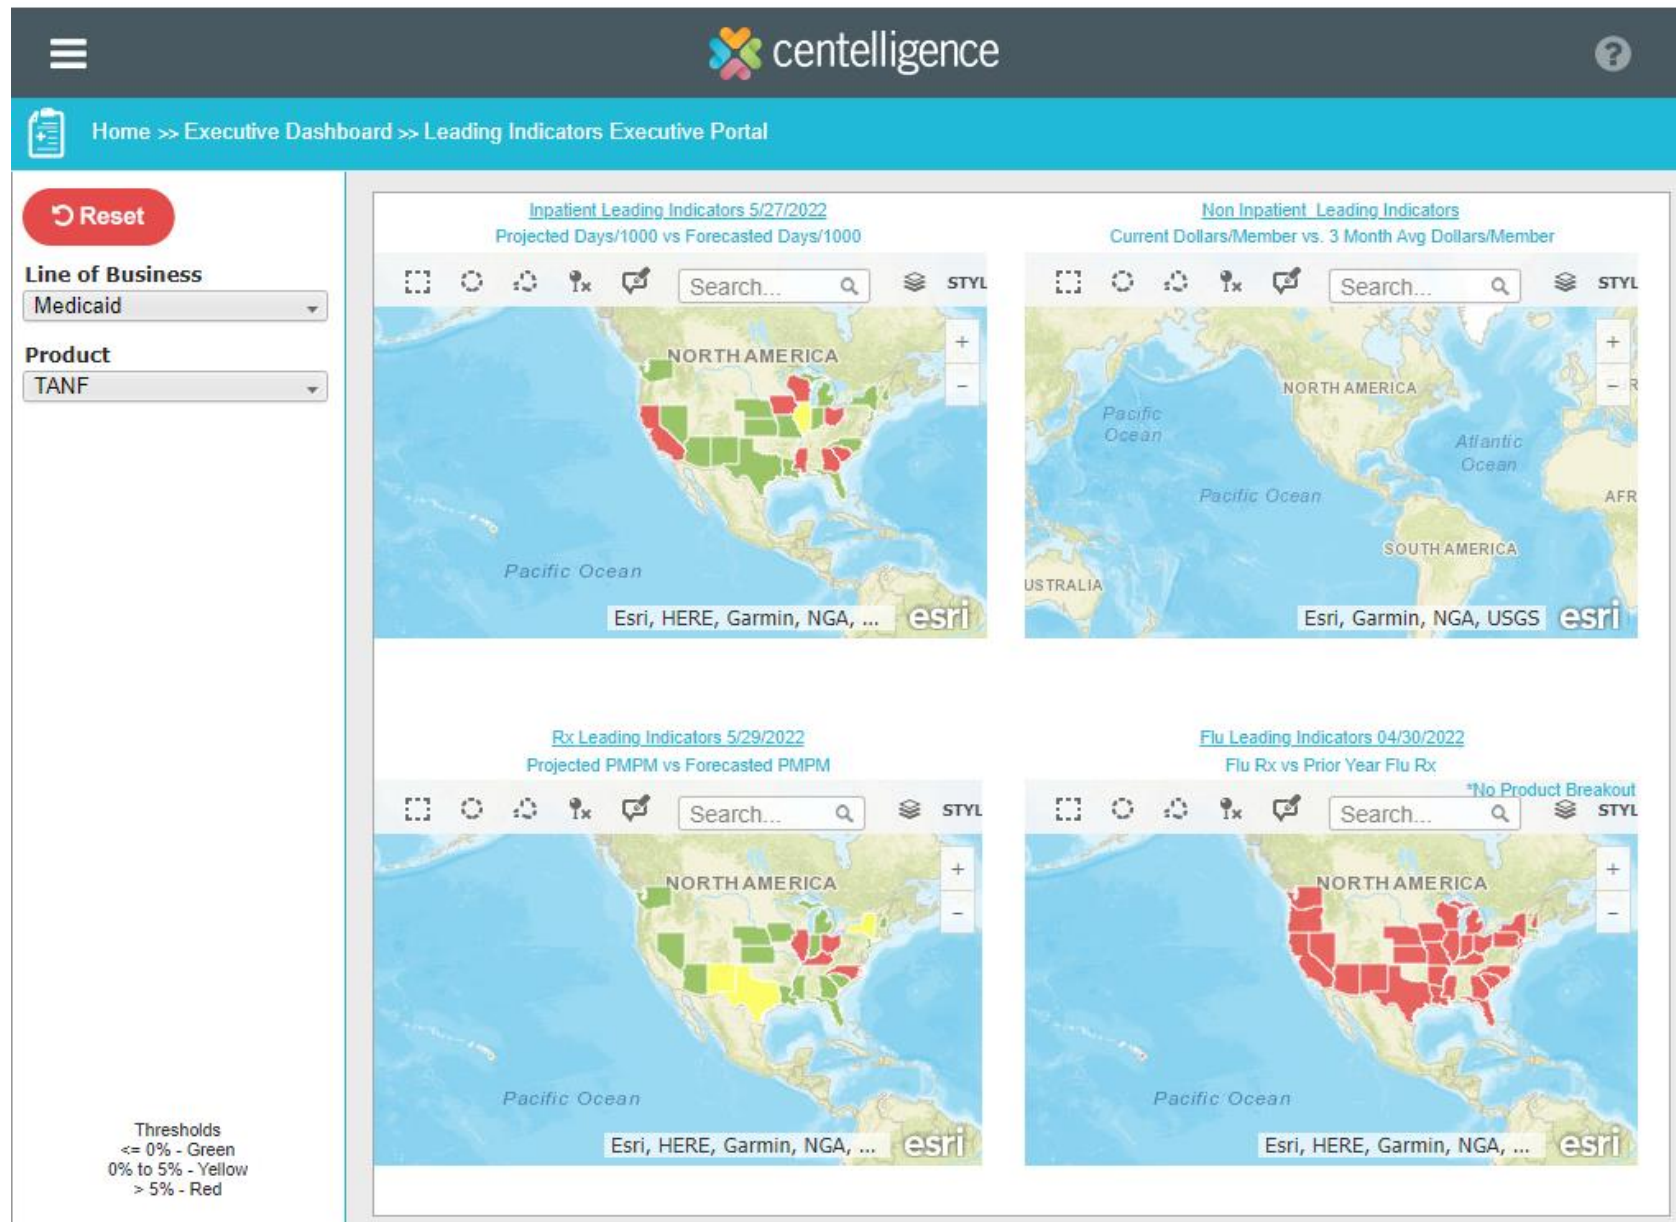 centelligence
?
Home >> Executive Dashboard >> Leading Indicators Executive Portal
Reset
Line of Business
Medicaid
Product
TANF
Thresholds
<= 0% - Green
0% to 5% - Yellow
> 5% - Red
Inpatient Leading Indicators 5/27/2022
Projected Days/1000 vs Forecasted Days/1000
Search...
STYL
+
−
NORTH AMERICA
Pacific Ocean
Esri, HERE, Garmin, NGA, ...
esri
Non Inpatient Leading Indicators
Current Dollars/Member vs. 3 Month Avg Dollars/Member
Search...
STYL
+
−
R
NORTH AMERICA
Pacific
Ocean
Atlantic
Ocean
Pacific Ocean
AFR
SOUTH AMERICA
USTRALIA
Esri, Garmin, NGA, USGS
esri
Rx Leading Indicators 5/29/2022
Projected PMPM vs Forecasted PMPM
Search...
STYL
+
−
NORTH AMERICA
Pacific Ocean
Esri, HERE, Garmin, NGA, ...
esri
Flu Leading Indicators 04/30/2022
Flu Rx vs Prior Year Flu Rx
*No Product Breakout
Search...
STYL
+
−
NORTH AMERICA
Pacific Ocean
Esri, HERE, Garmin, NGA, ...
esri